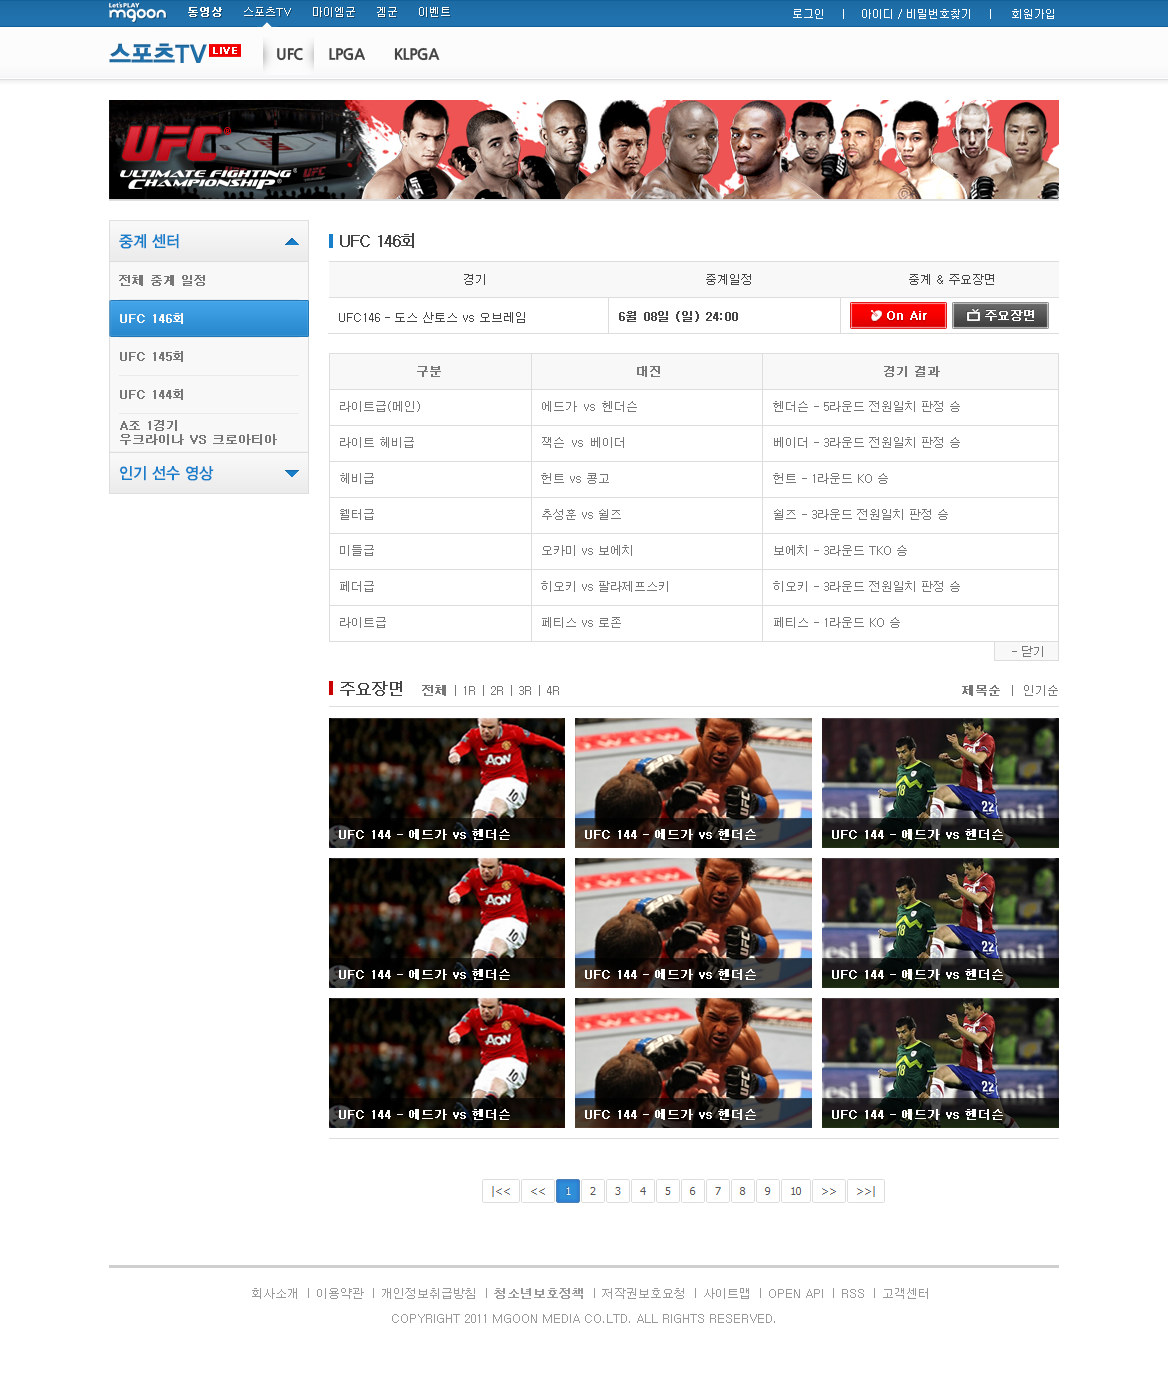 Let's PLAY
mgoon 동영상 스포츠TV 마이엠군 겜군 이벤트 로그인 | 아이디 / 비밀번호찾기 | 회원가입
스포츠TV LIVE UFC LPGA KLPGA
UFC
ULTIMATE FIGHTING
CHAMPIONSHIP
중계 센터
전체 중계 일정
UFC 146회
UFC 145회
UFC 144회
A조 1경기
우크라이나 VS 크로아티아
인기 선수 영상
UFC 146회
경기 중계일정 중계 & 주요장면
UFC146 - 도스 산토스 vs 오브레임 6월 08일 (일) 24:00 On Air 주요장면
구분 대진 경기 결과
라이트급(메인) 에드가 vs 헨더슨 헨더슨 - 5라운드 전원일치 판정 승
라이트 헤비급 잭슨 vs 베이더 베이더 - 3라운드 전원일치 판정 승
헤비급 헌트 vs 콩고 헌트 - 1라운드 KO 승
웰터급 추성훈 vs 쉴즈 쉴즈 - 3라운드 전원일치 판정 승
미들급 오카미 vs 보에치 보에치 - 3라운드 TKO 승
페더급 히오키 vs 팔라제프스키 히오키 - 3라운드 전원일치 판정 승
라이트급 페티스 vs 로존 페티스 - 1라운드 KO 승
- 닫기
주요장면 전체 | 1R | 2R | 3R | 4R 제목순 | 인기순
UFC 144 - 에드가 vs 헨더슨 UFC 144 - 에드가 vs 헨더슨 UFC 144 - 에드가 vs 헨더슨
UFC 144 - 에드가 vs 헨더슨 UFC 144 - 에드가 vs 헨더슨 UFC 144 - 에드가 vs 헨더슨
UFC 144 - 에드가 vs 헨더슨 UFC 144 - 에드가 vs 헨더슨 UFC 144 - 에드가 vs 헨더슨
|<< << 1 2 3 4 5 6 7 8 9 10 >> >>|
회사소개 | 이용약관 | 개인정보취급방침 | 청소년보호정책 | 저작권보호요청 | 사이트맵 | OPEN API | RSS | 고객센터
COPYRIGHT 2011 MGOON MEDIA CO.LTD. ALL RIGHTS RESERVED.